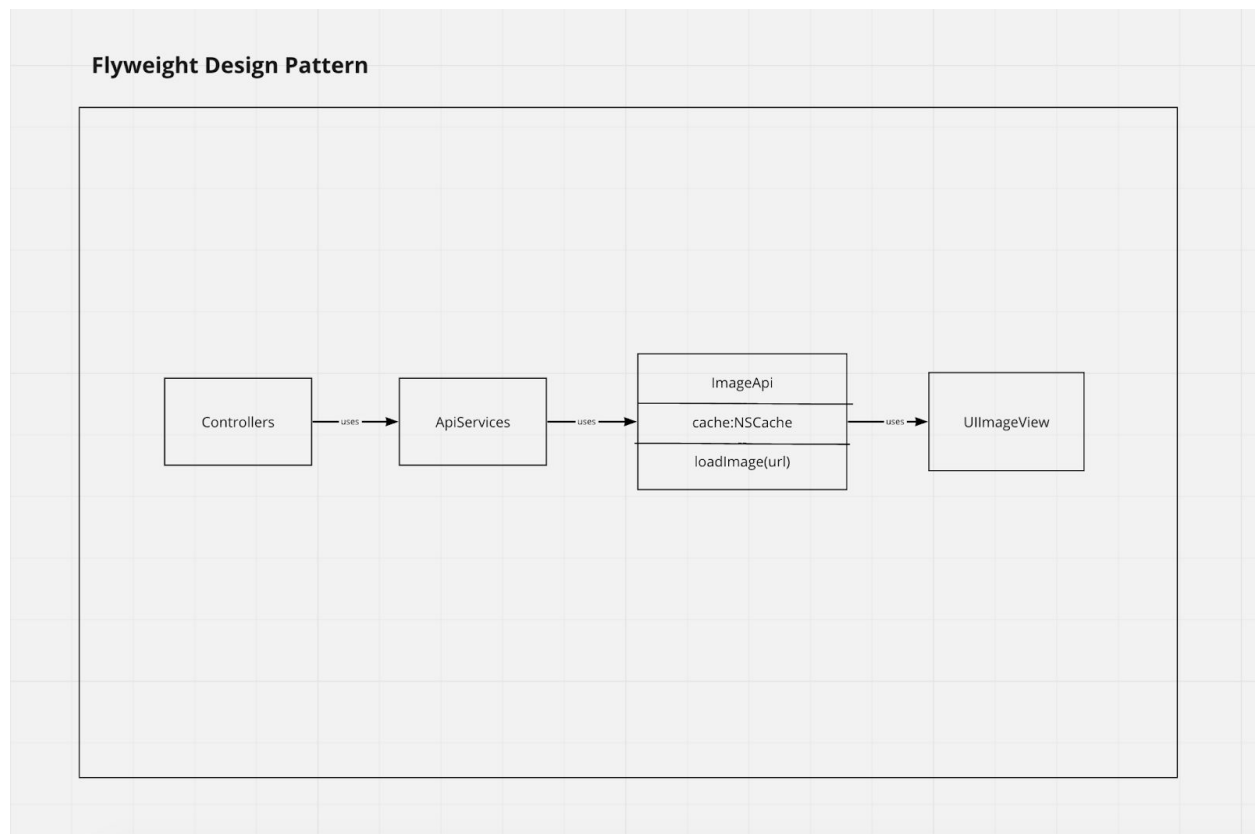 Flyweight Design Pattern
Controllers
uses
ApiServices
uses
ImageApi
cache:NSCache
loadImage(url)
uses
UIImageView